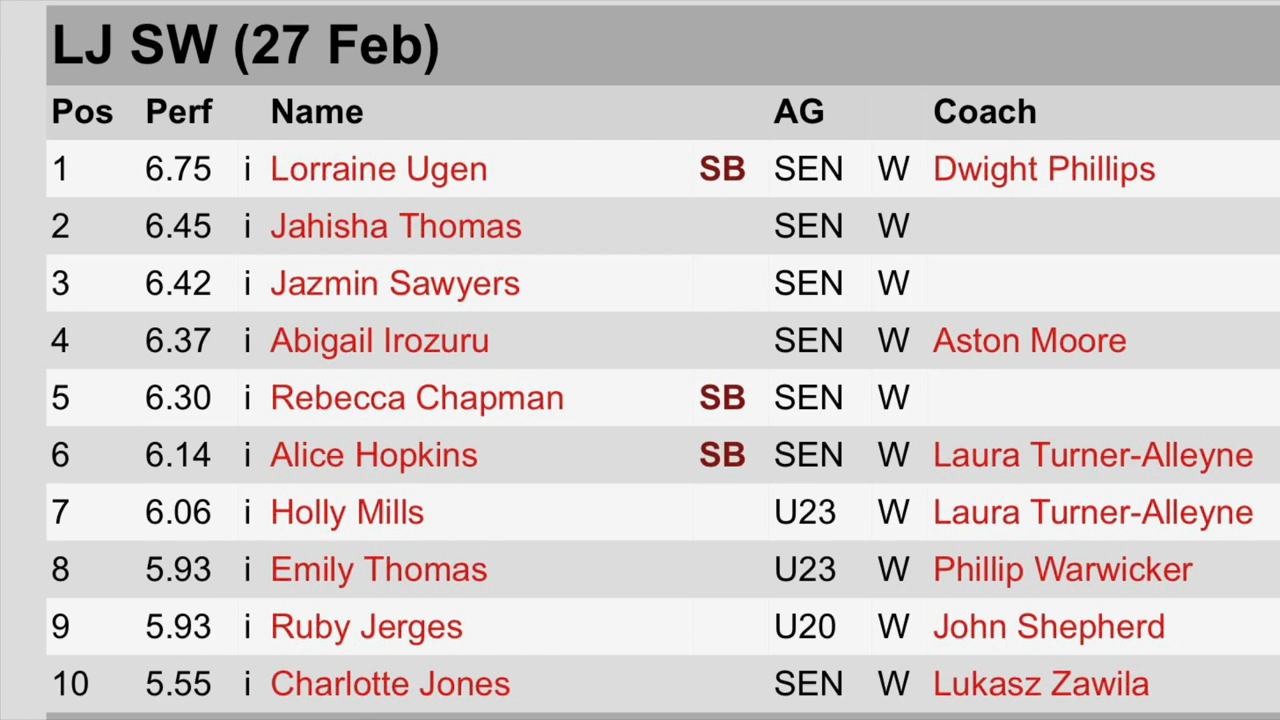 LJ SW (27 Feb)
Pos Perf Name AG Coach
1 6.75 i Lorraine Ugen SB SEN W Dwight Phillips
2 6.45 i Jahisha Thomas SEN W
3 6.42 i Jazmin Sawyers SEN W
4 6.37 i Abigail Irozuru SEN W Aston Moore
5 6.30 i Rebecca Chapman SB SEN W
6 6.14 i Alice Hopkins SB SEN W Laura Turner-Alleyne
7 6.06 i Holly Mills U23 W Laura Turner-Alleyne
8 5.93 i Emily Thomas U23 W Phillip Warwicker
9 5.93 i Ruby Jerges U20 W John Shepherd
10 5.55 i Charlotte Jones SEN W Lukasz Zawila